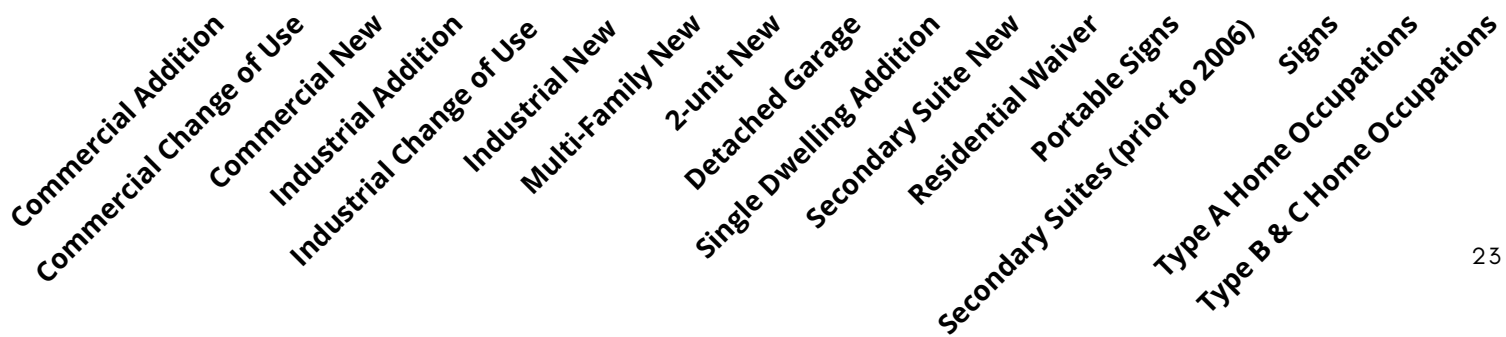 Commercial Addition
Commercial Change of Use
Commercial New
Industrial Addition
Industrial Change of Use
Industrial New
Multi-Family New
2-unit New
Detached Garage
Single Dwelling Addition
Secondary Suite New
Residential Waiver
Portable Signs
Secondary Suites (prior to 2006)
Signs
Type A Home Occupations
Type B & C Home Occupations
23